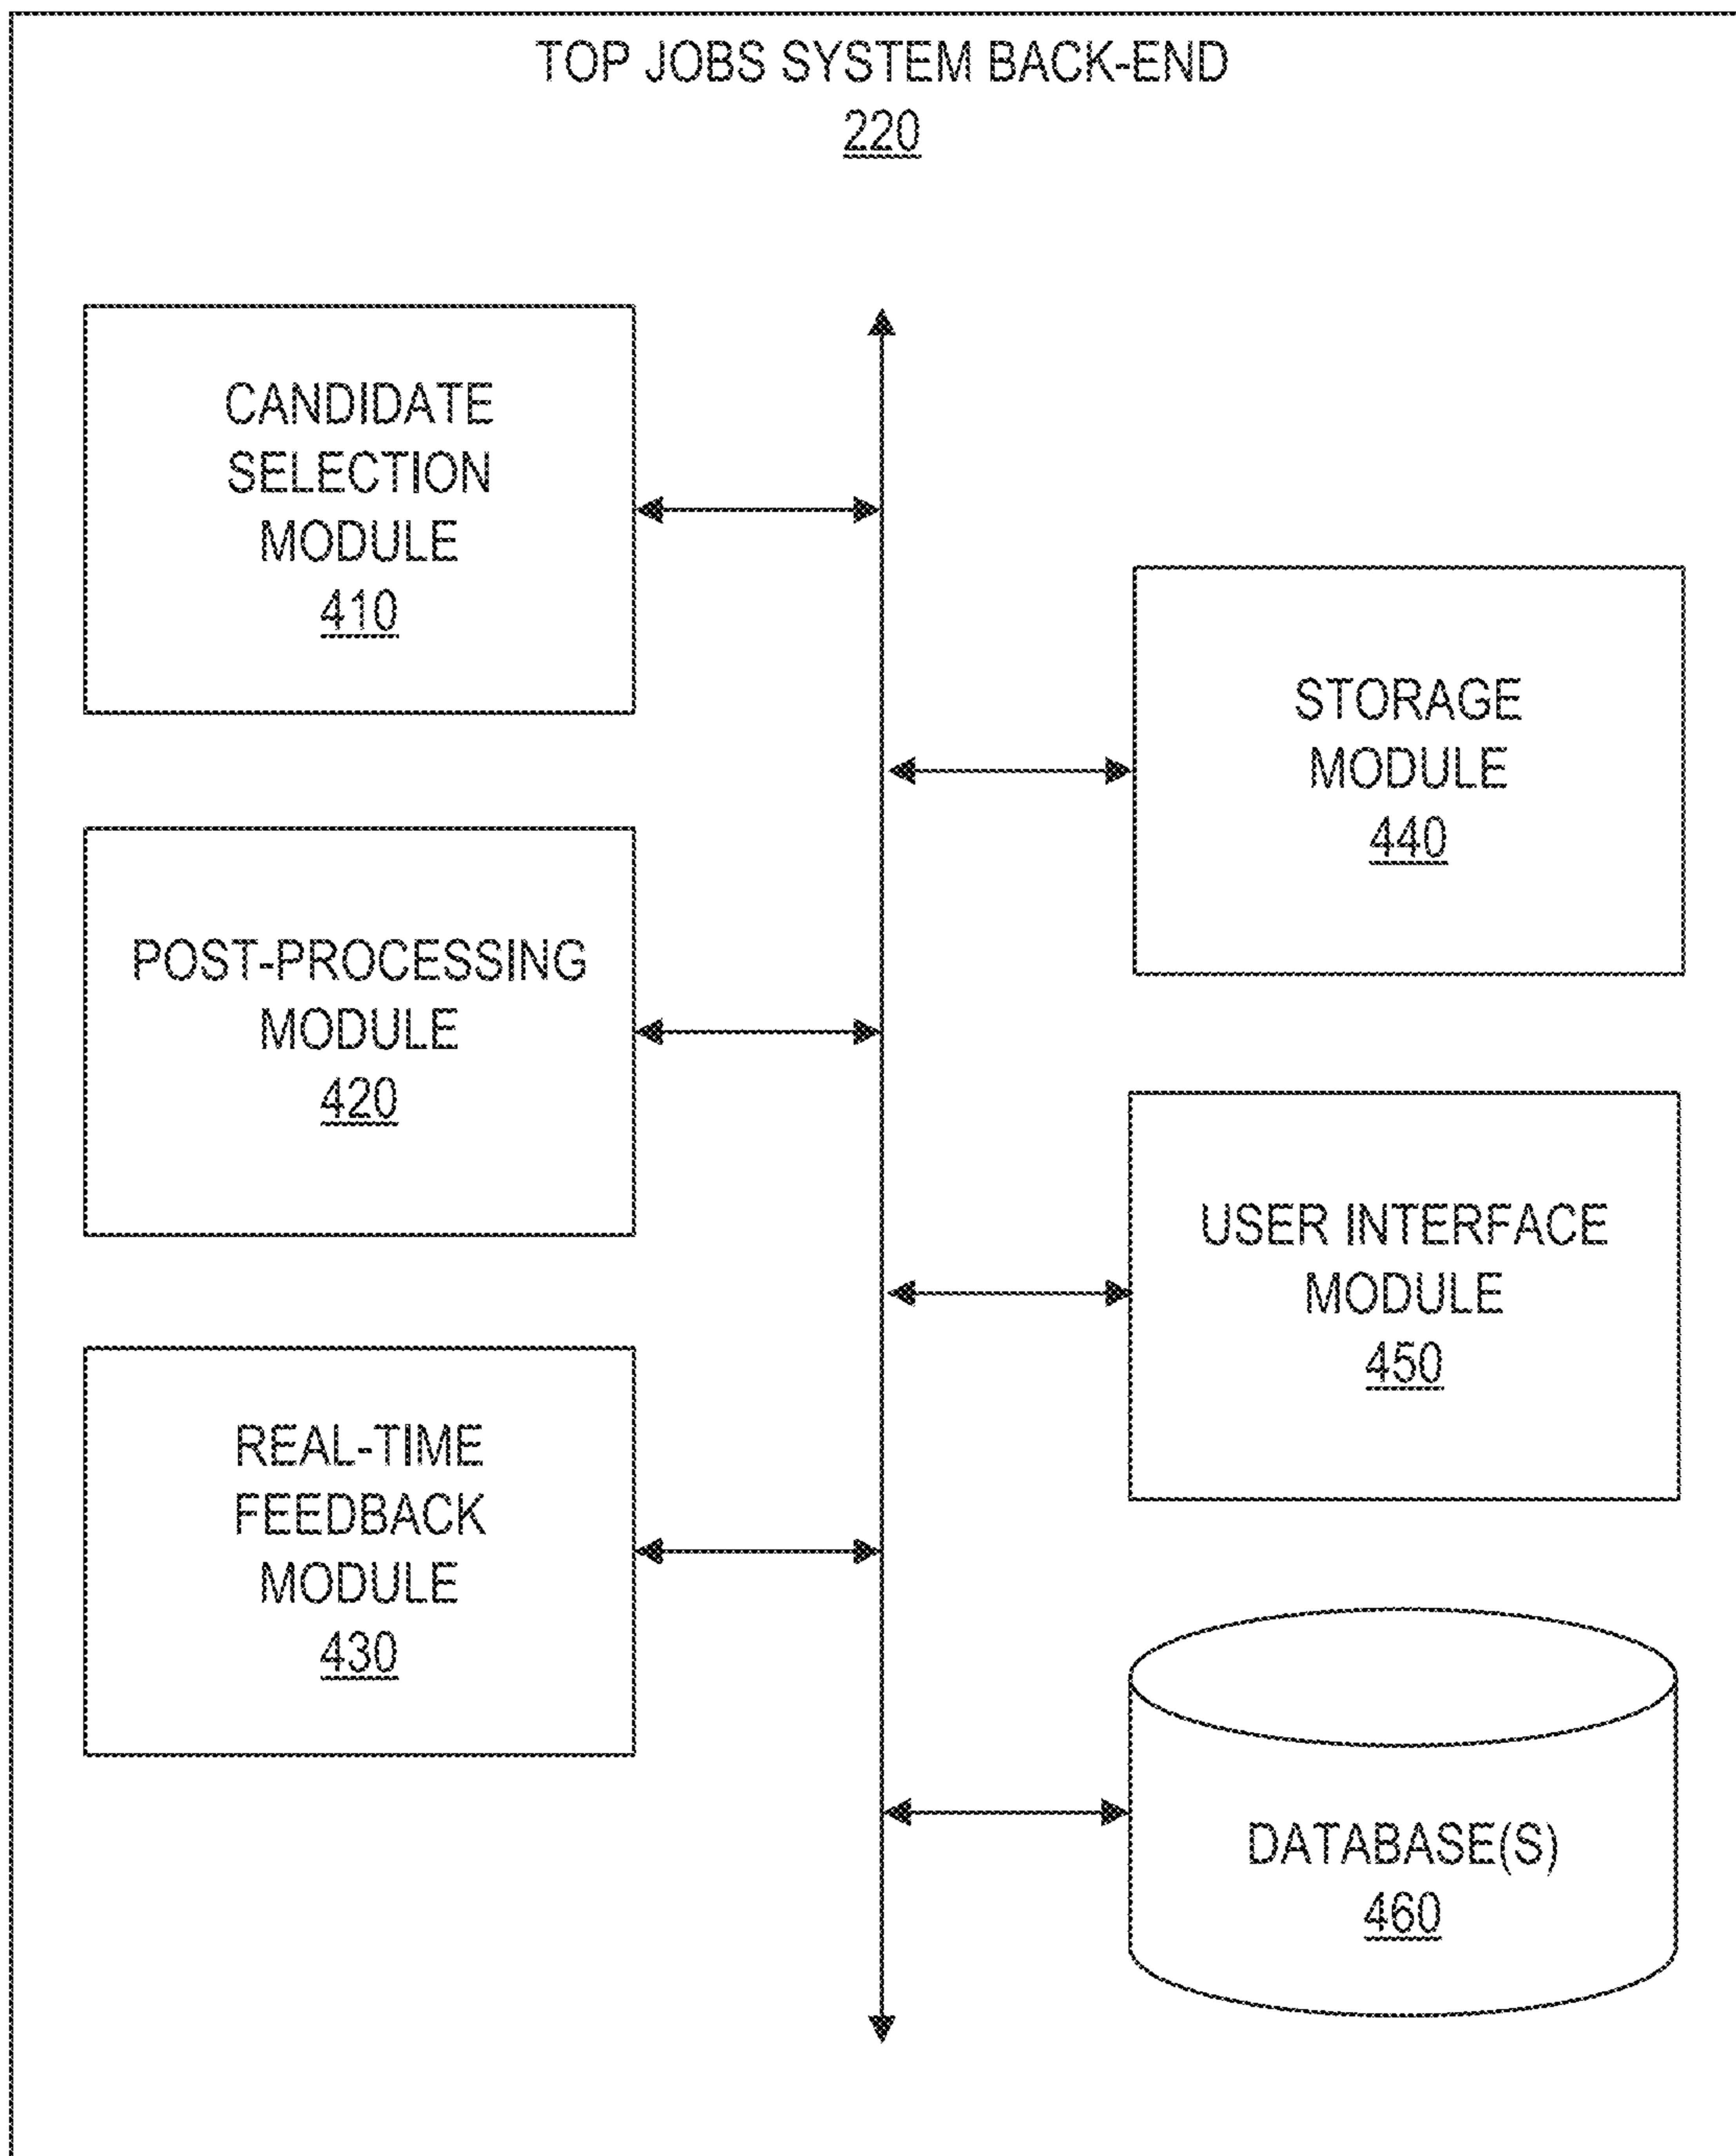 TOP JOBS SYSTEM BACK-END
220
CANDIDATE
SELECTION
MODULE
410
STORAGE
MODULE
440
POST-PROCESSING
MODULE
420
USER INTERFACE
MODULE
450
REAL-TIME
FEEDBACK
MODULE
430
DATABASE(S)
460